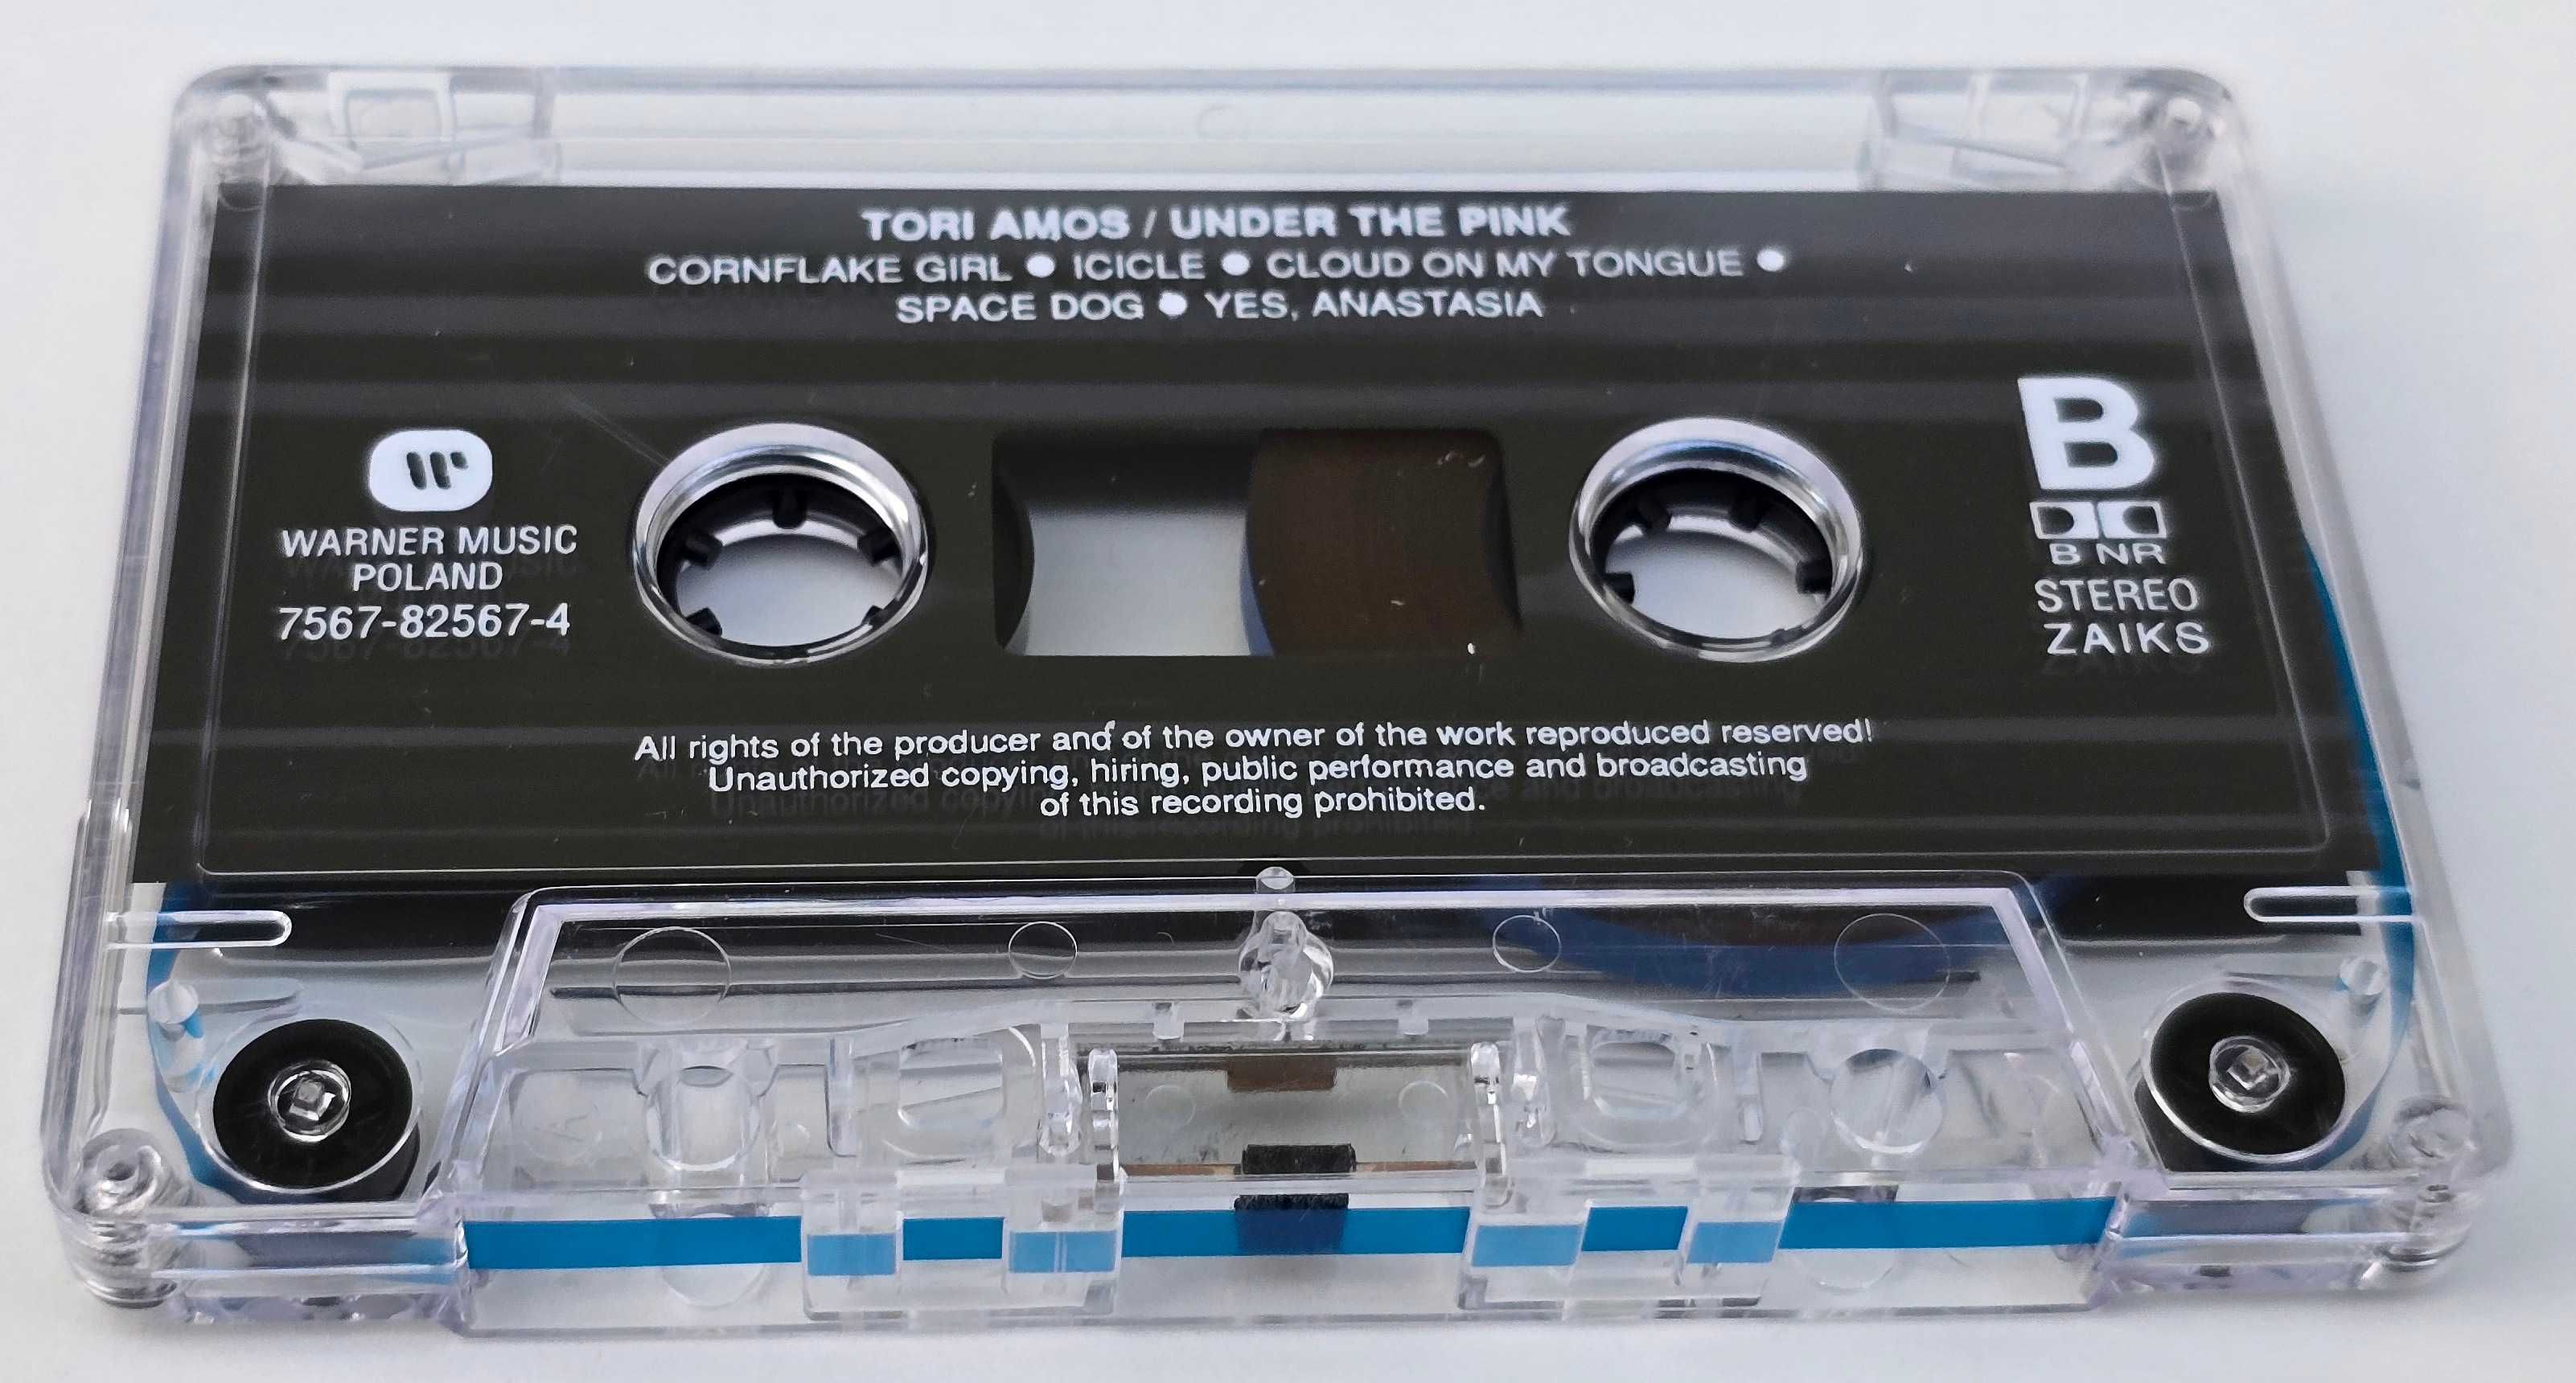 TORI AMOS / UNDER THE PINK
CORNFLAKE GIRL ● ICICLE ● CLOUD ON MY TONGUE ●
SPACE DOG ● YES, ANASTASIA
WARNER MUSIC
POLAND
7567-82567-4
B
B NR
STEREO
ZAIKS
All rights of the producer and of the owner of the work reproduced reserved!
Unauthorized copying, hiring, public performance and broadcasting
of this recording prohibited.